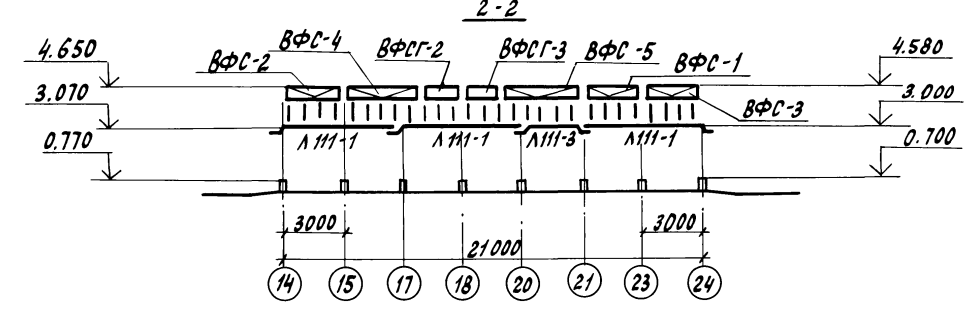 2-2
4.650
ВФС-2
ВФС-4
ВФСГ-2
ВФСГ-3
ВФС-5
ВФС-1
4.580
3.070
ВФС-3
3.000
0.770
Л111-1
Л111-1
Л111-3
Л111-1
0.700
3000
3000
21000
14
15
17
18
20
21
23
24